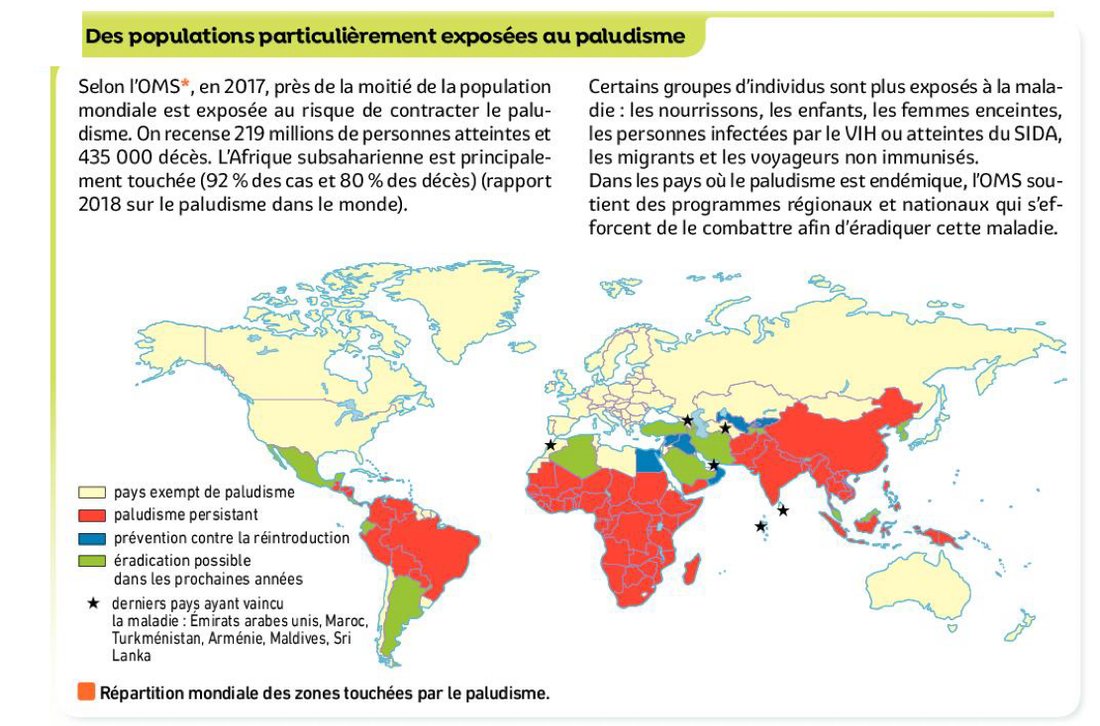 Des populations particulièrement exposées au paludisme
Selon l’OMS*, en 2017, près de la moitié de la population
mondiale est exposée au risque de contracter le palu-
disme. On recense 219 millions de personnes atteintes et
435 000 décès. L’Afrique subsaharienne est principale-
ment touchée (92 % des cas et 80 % des décès) (rapport
2018 sur le paludisme dans le monde).
Certains groupes d’individus sont plus exposés à la mala-
die : les nourrissons, les enfants, les femmes enceintes,
les personnes infectées par le VIH ou atteintes du SIDA,
les migrants et les voyageurs non immunisés.
Dans les pays où le paludisme est endémique, l’OMS sou-
tient des programmes régionaux et nationaux qui s’ef-
forcent de le combattre afin d’éradiquer cette maladie.
pays exempt de paludisme
paludisme persistant
prévention contre la réintroduction
éradication possible
dans les prochaines années
derniers pays ayant vaincu
la maladie : Émirats arabes unis, Maroc,
Turkménistan, Arménie, Maldives, Sri
Lanka
Répartition mondiale des zones touchées par le paludisme.